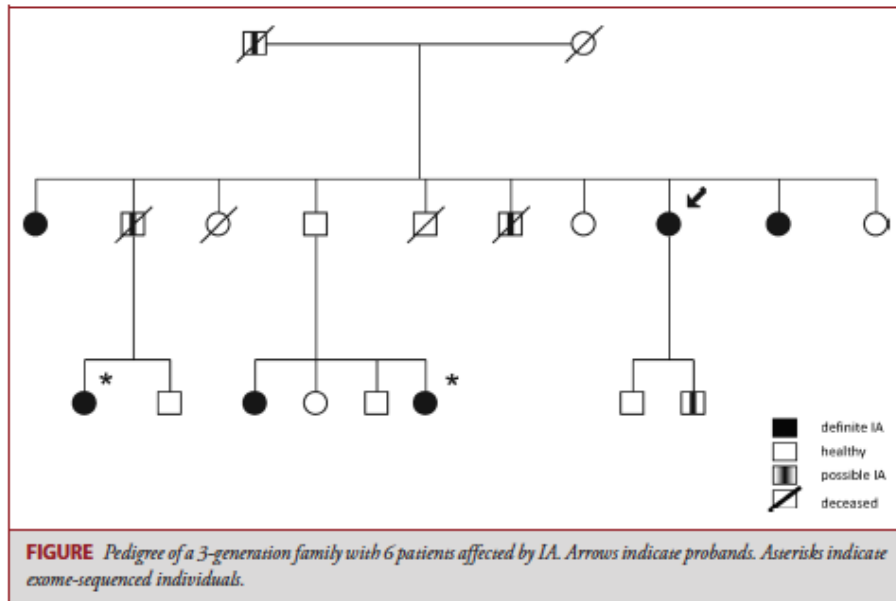 *
*
definite IA
healthy
possible IA
deceased
FIGURE Pedigree of a 3-generation family with 6 patients affected by IA. Arrows indicate probands. Asterisks indicate
exome-sequenced individuals.